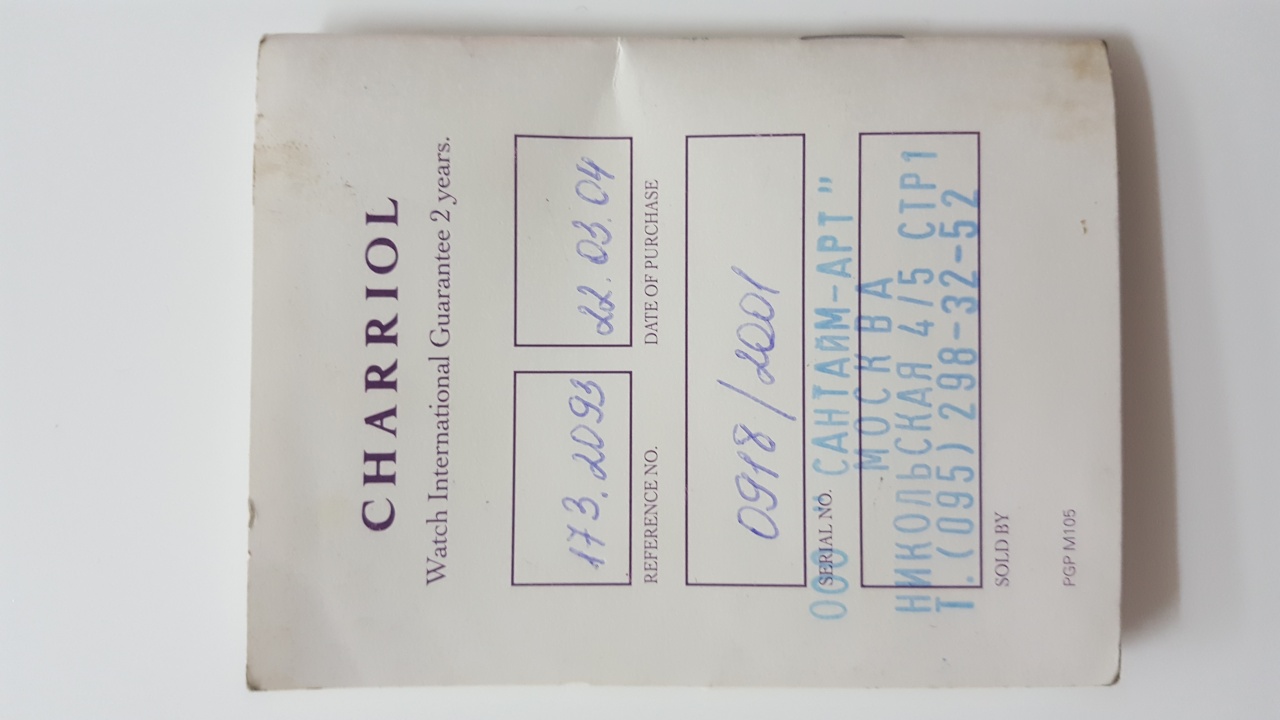 CHARRIOL
Watch International Guarantee 2 years.
173.2093
22.03.04
REFERENCE NO.
DATE OF PURCHASE
0918/2001
SERIAL NO.
ООО "САНТАЙМ-АРТ"
МОСКВА
НИКОЛЬСКАЯ 4/5 СТР1
Т.(095) 298-32-52
SOLD BY
PGP M105